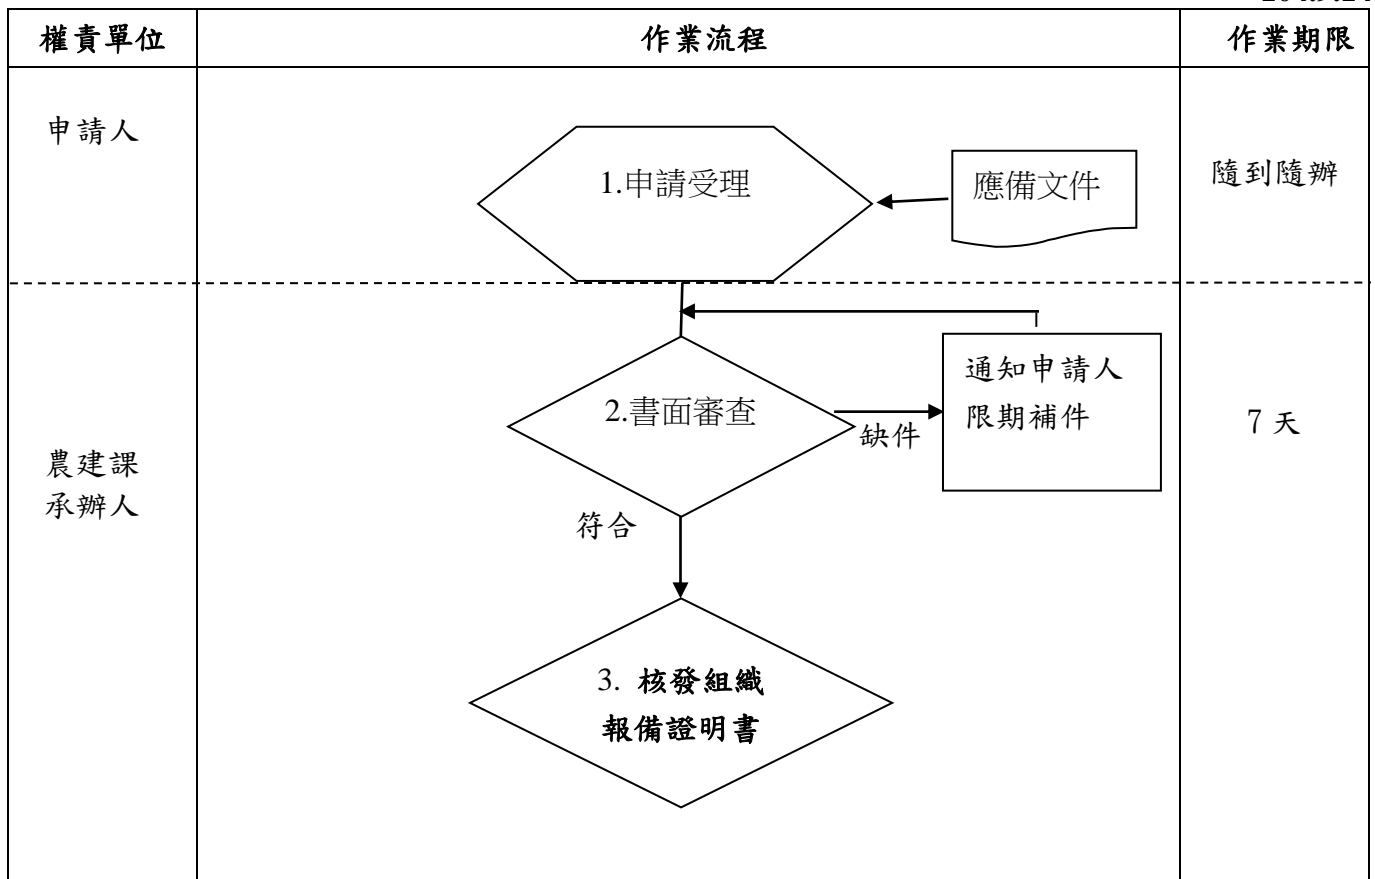 權責單位
作業流程
作業期限
申請人
1.申請受理
應備文件
隨到隨辦
農建課
承辦人
2.書面審查
缺件
通知申請人
限期補件
7天
符合
3. 核發組織
報備證明書